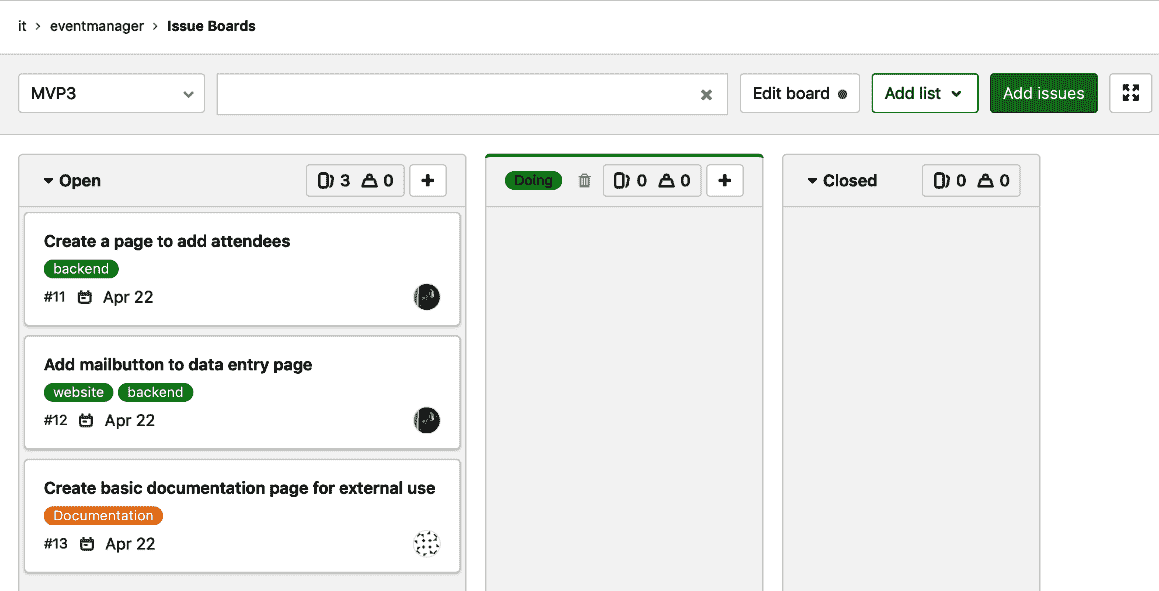 it > eventmanager > Issue Boards
MVP3
Edit board
Add list
Add issues
Open 3 0
Doing 0 0
Closed 0 0
Create a page to add attendees
backend
#11 Apr 22
Add mailbutton to data entry page
website backend
#12 Apr 22
Create basic documentation page for external use
Documentation
#13 Apr 22